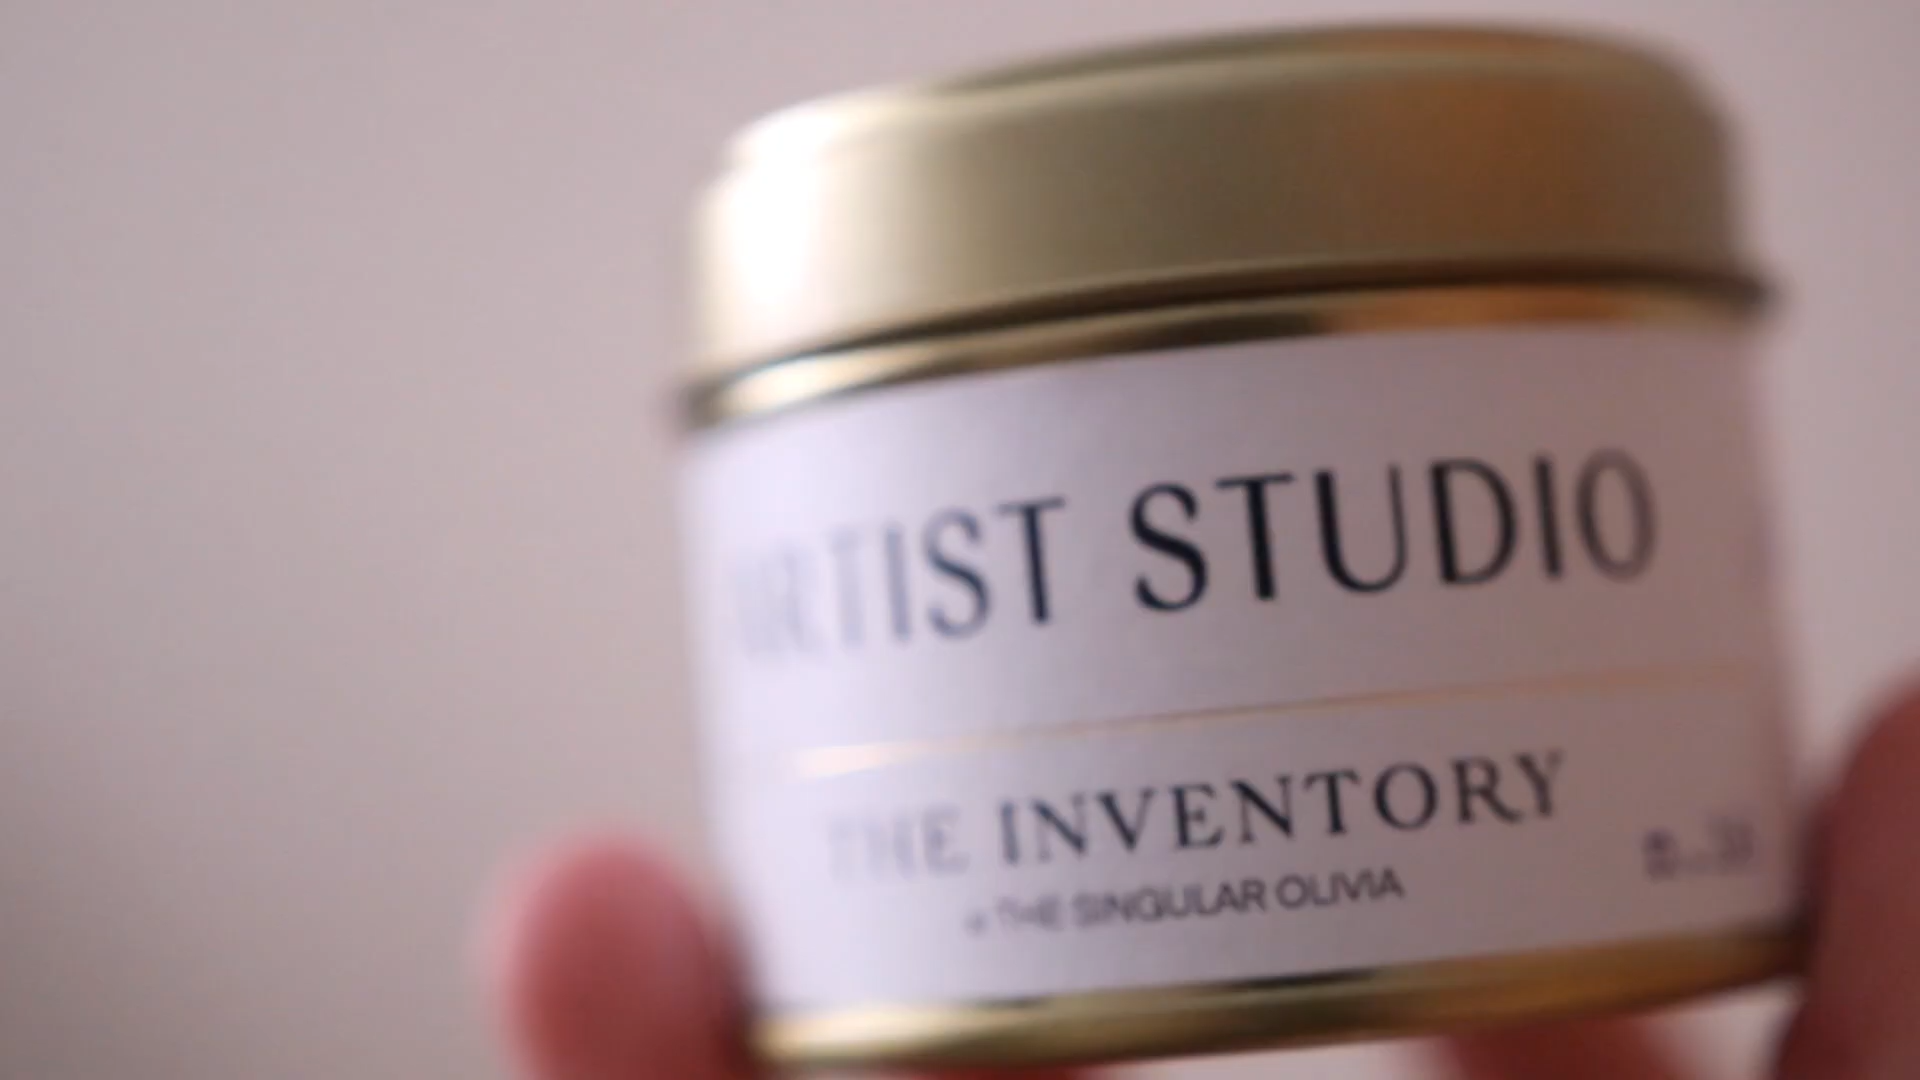 ARTIST STUDIO
THE INVENTORY
x THE SINGULAR OLIVIA